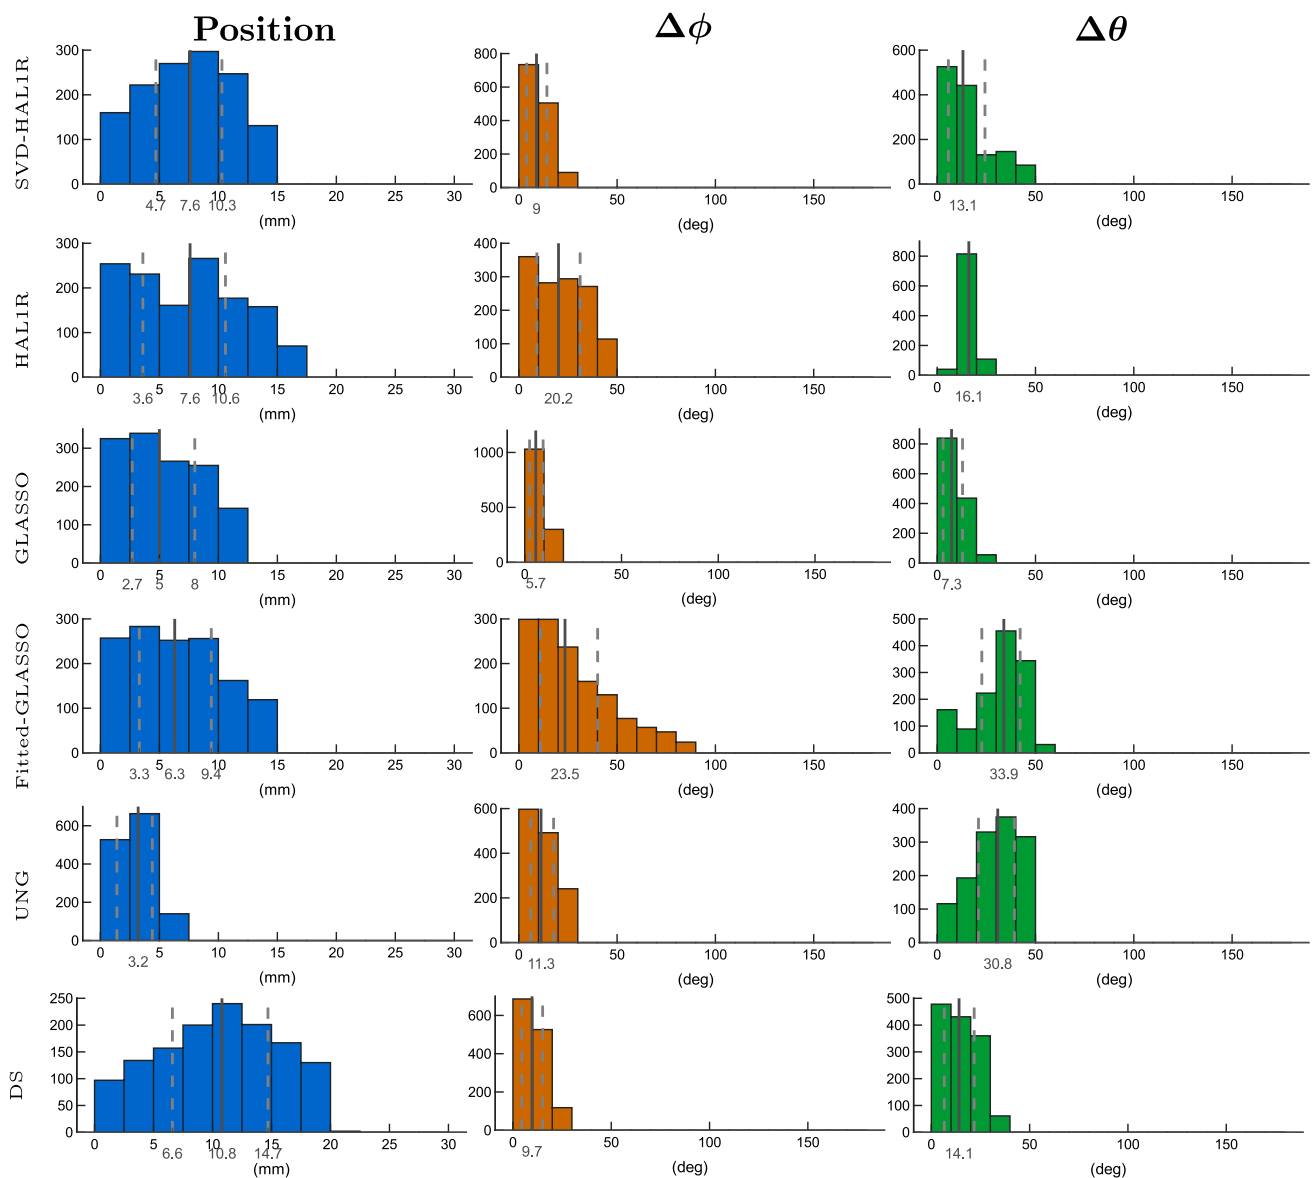 Position Δϕ Δθ
SVD-HAL1R
300
200
100
0
0 5 10 15 20 25 30
4.7 7.6 10.3
(mm)
800
600
400
200
0
0 50 100 150
9
(deg)
600
400
200
0
0 50 100 150
13.1
(deg)
HAL1R
300
200
100
0
0 5 10 15 20 25 30
3.6 7.6 10.6
(mm)
400
300
200
100
0
0 50 100 150
20.2
(deg)
800
600
400
200
0
0 50 100 150
16.1
(deg)
GLASSO
300
200
100
0
0 5 10 15 20 25 30
2.7 5 8
(mm)
1000
500
0
0 50 100 150
5.7
(deg)
800
600
400
200
0
0 50 100 150
7.3
(deg)
Fitted-GLASSO
300
200
100
0
0 5 10 15 20 25 30
3.3 6.3 9.4
(mm)
300
200
100
0
0 50 100 150
23.5
(deg)
500
400
300
200
100
0
0 50 100 150
33.9
(deg)
UNG
600
400
200
0
0 5 10 15 20 25 30
3.2
(mm)
600
400
200
0
0 50 100 150
11.3
(deg)
400
300
200
100
0
0 50 100 150
30.8
(deg)
DS
250
200
150
100
50
0
0 5 10 15 20 25 30
6.6 10.8 14.7
(mm)
600
400
200
0
0 50 100 150
9.7
(deg)
500
400
300
200
100
0
0 50 100 150
14.1
(deg)